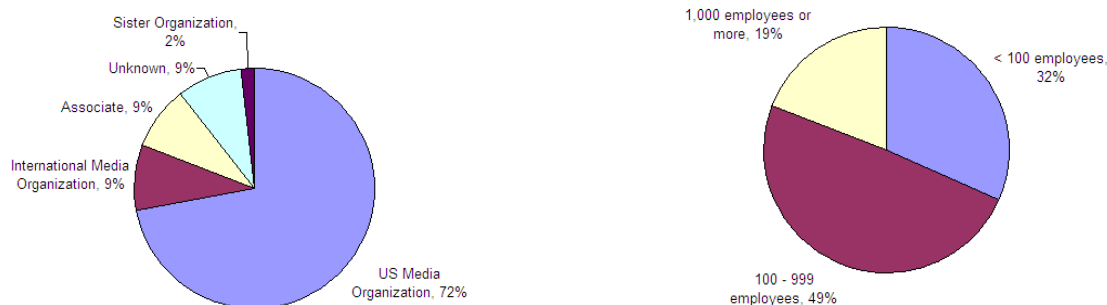 Sister Organization,
2%
Unknown, 9%
Associate, 9%
International Media
Organization, 9%
US Media
Organization, 72%
1,000 employees or
more, 19%
< 100 employees,
32%
100 - 999
employees, 49%